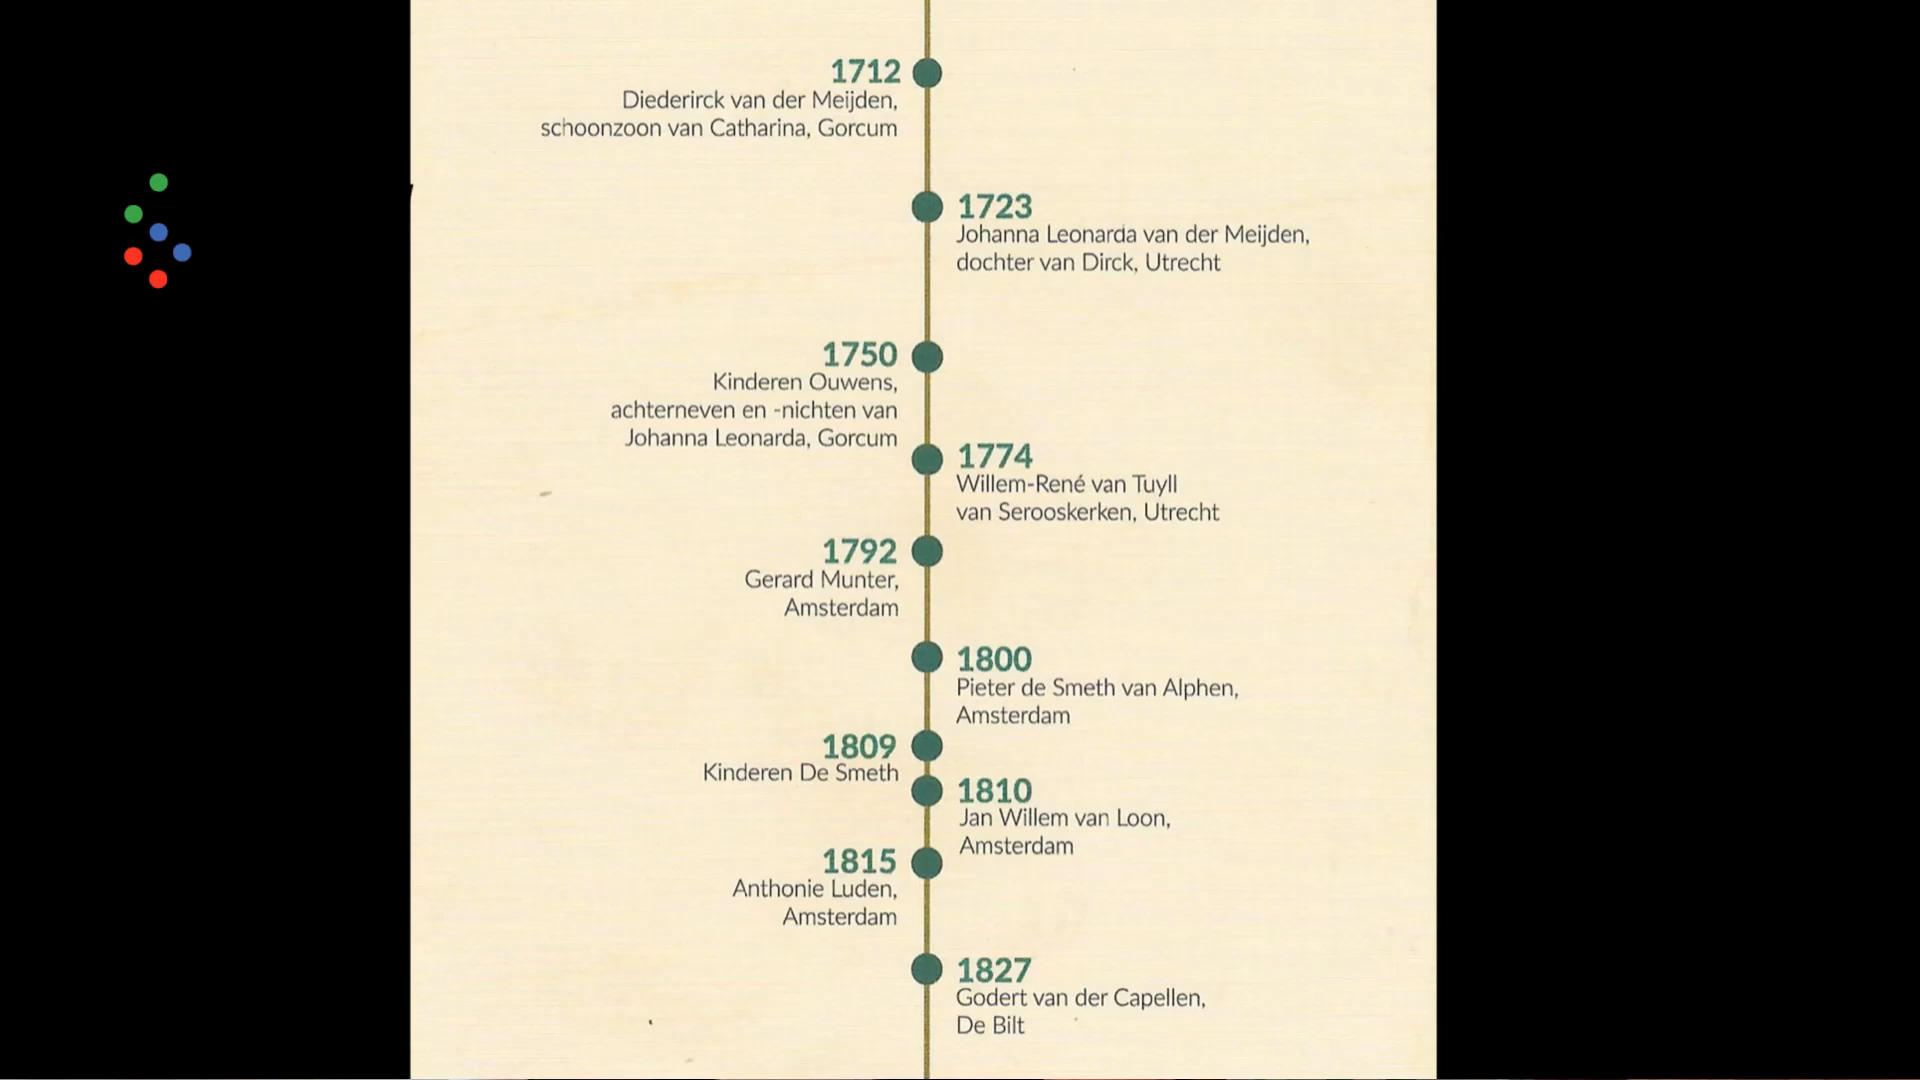 1712
Diederirck van der Meijden,
schoonzoon van Catharina, Gorcum
1723
Johanna Leonarda van der Meijden,
dochter van Dirck, Utrecht
1750
Kinderen Ouwens,
achterneven en -nichten van
Johanna Leonarda, Gorcum
1774
Willem-René van Tuyll
van Serooskerken, Utrecht
1792
Gerard Munter,
Amsterdam
1800
Pieter de Smeth van Alphen,
Amsterdam
1809
Kinderen De Smeth
1810
Jan Willem van Loon,
Amsterdam
1815
Anthonie Luden,
Amsterdam
1827
Godert van der Capellen,
De Bilt